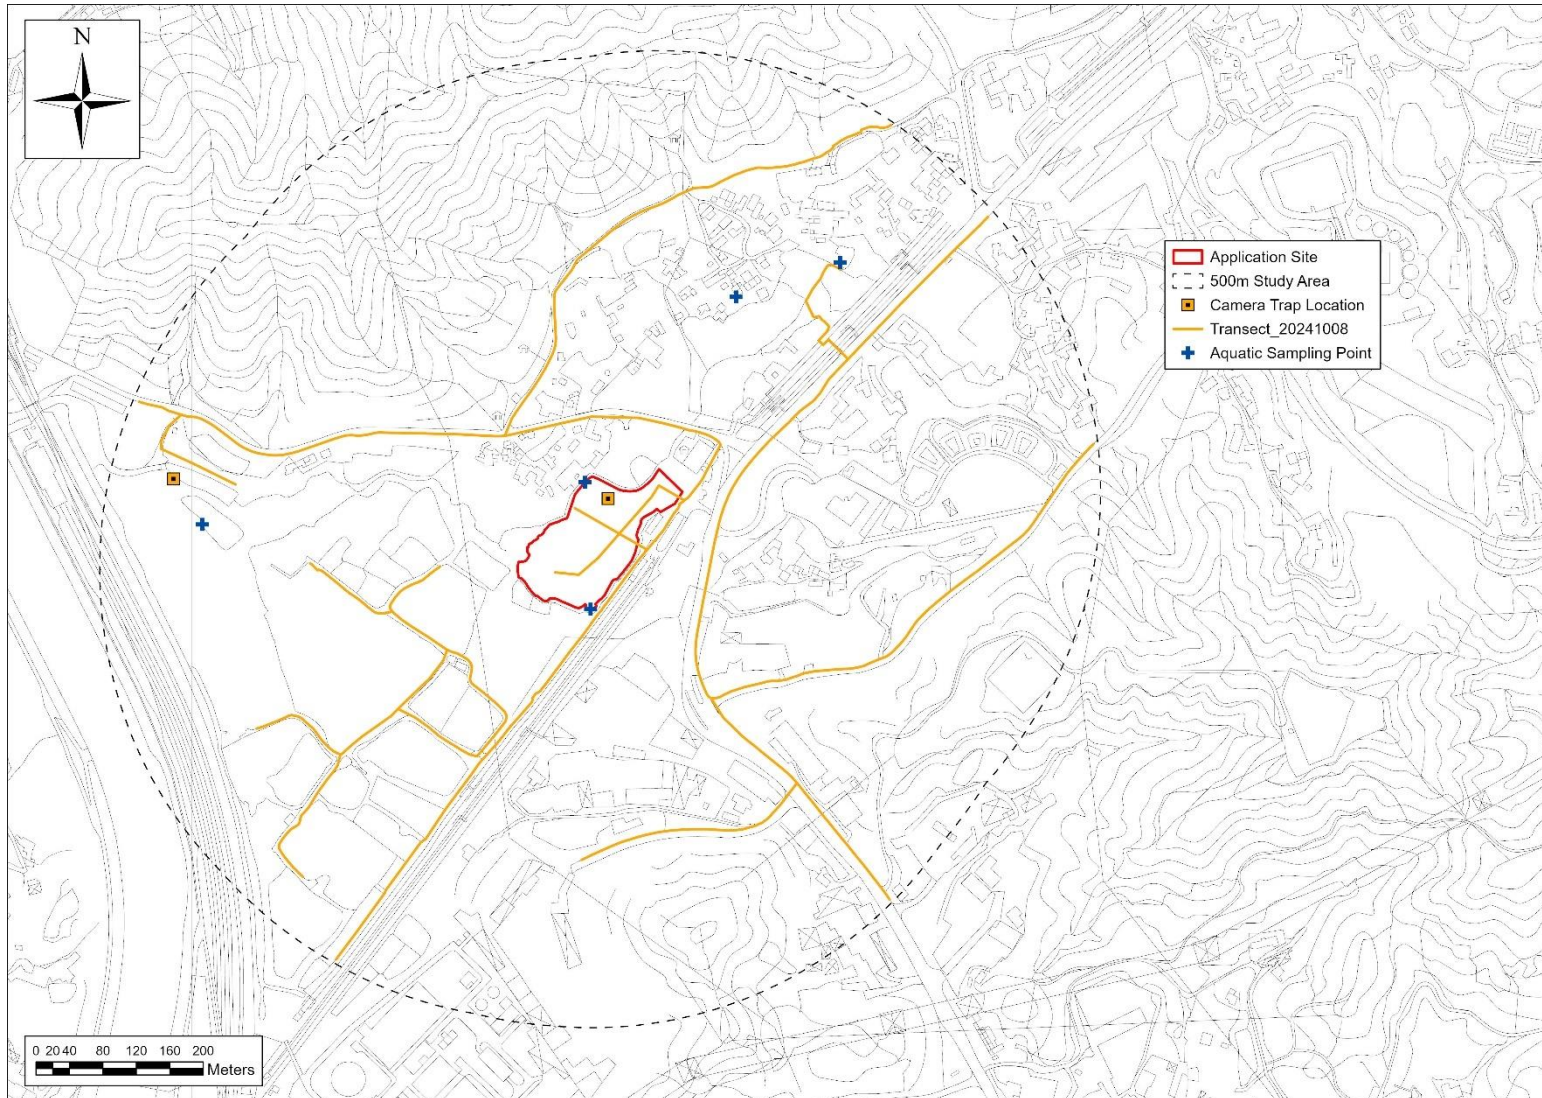 N
Application Site
500m Study Area
Camera Trap Location
Transect_20241008
Aquatic Sampling Point
0 20 40 80 120 160 200
Meters